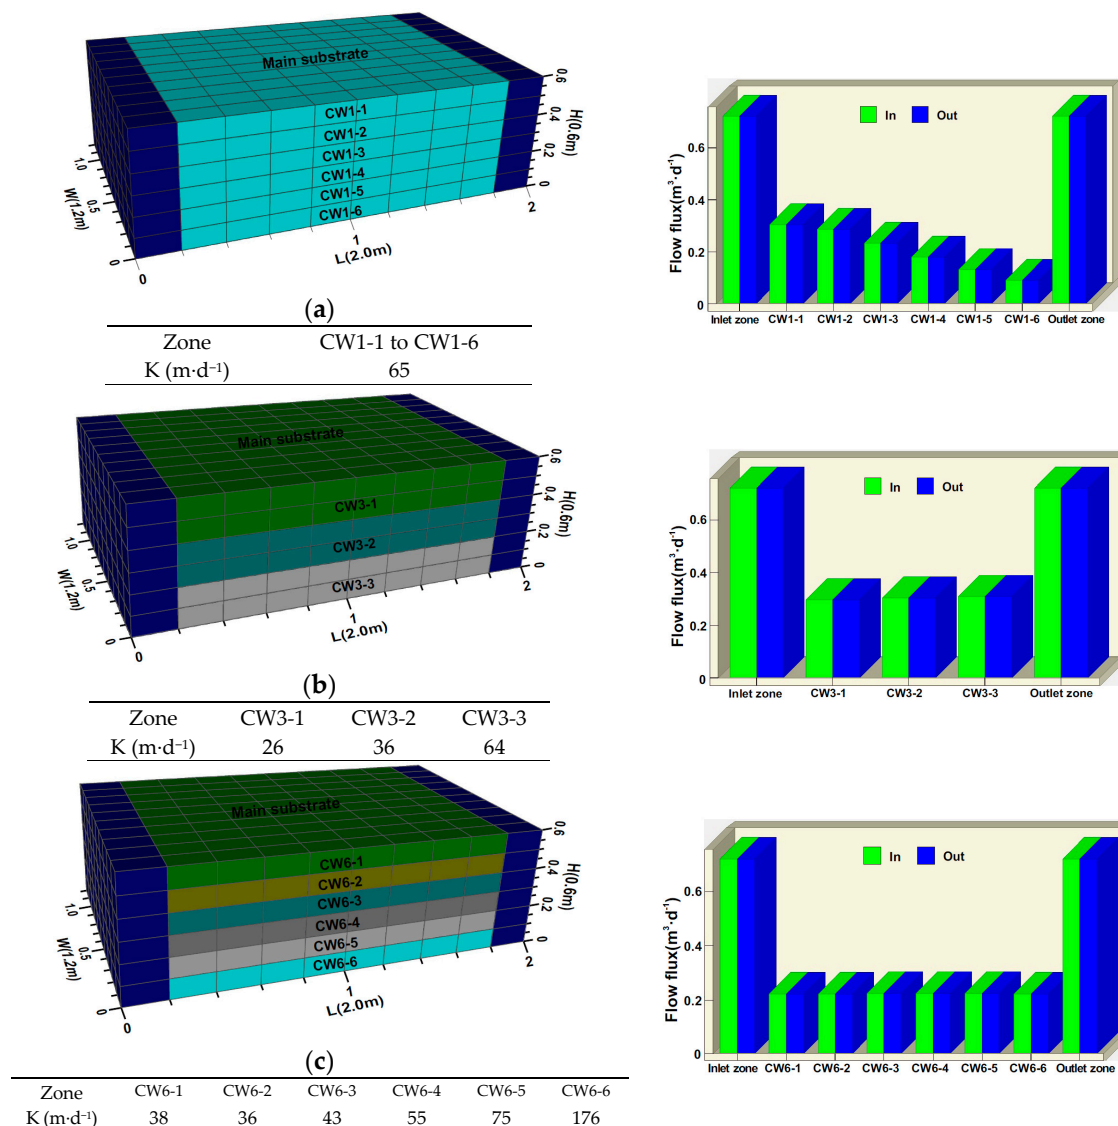 Main substrate
CW1-1
CW1-2
CW1-3
CW1-4
CW1-5
CW1-6
W(1.2m)
1.0
0.5
0
0
1
2
L(2.0m)
H(0.6m)
0.6
0.4
0.2
0
Flow flux(m³·d⁻¹)
0.6
0.4
0.2
0
In Out
Inlet zone CW1-1 CW1-2 CW1-3 CW1-4 CW1-5 CW1-6 Outlet zone
(a)
Zone CW1-1 to CW1-6
K (m·d⁻¹) 65
Main substrate
CW3-1
CW3-2
CW3-3
W(1.2m)
1.0
0.5
0
0
1
2
L(2.0m)
H(0.6m)
0.6
0.4
0.2
0
Flow flux(m³·d⁻¹)
0.6
0.4
0.2
0
In Out
Inlet zone CW3-1 CW3-2 CW3-3 Outlet zone
(b)
Zone CW3-1 CW3-2 CW3-3
K (m·d⁻¹) 26 36 64
Main substrate
CW6-1
CW6-2
CW6-3
CW6-4
CW6-5
CW6-6
W(1.2m)
1.0
0.5
0
0
1
2
L(2.0m)
H(0.6m)
0.6
0.4
0.2
0
Flow flux(m³·d⁻¹)
0.6
0.4
0.2
0
In Out
Inlet zone CW6-1 CW6-2 CW6-3 CW6-4 CW6-5 CW6-6 Outlet zone
(c)
Zone CW6-1 CW6-2 CW6-3 CW6-4 CW6-5 CW6-6
K (m·d⁻¹) 38 36 43 55 75 176